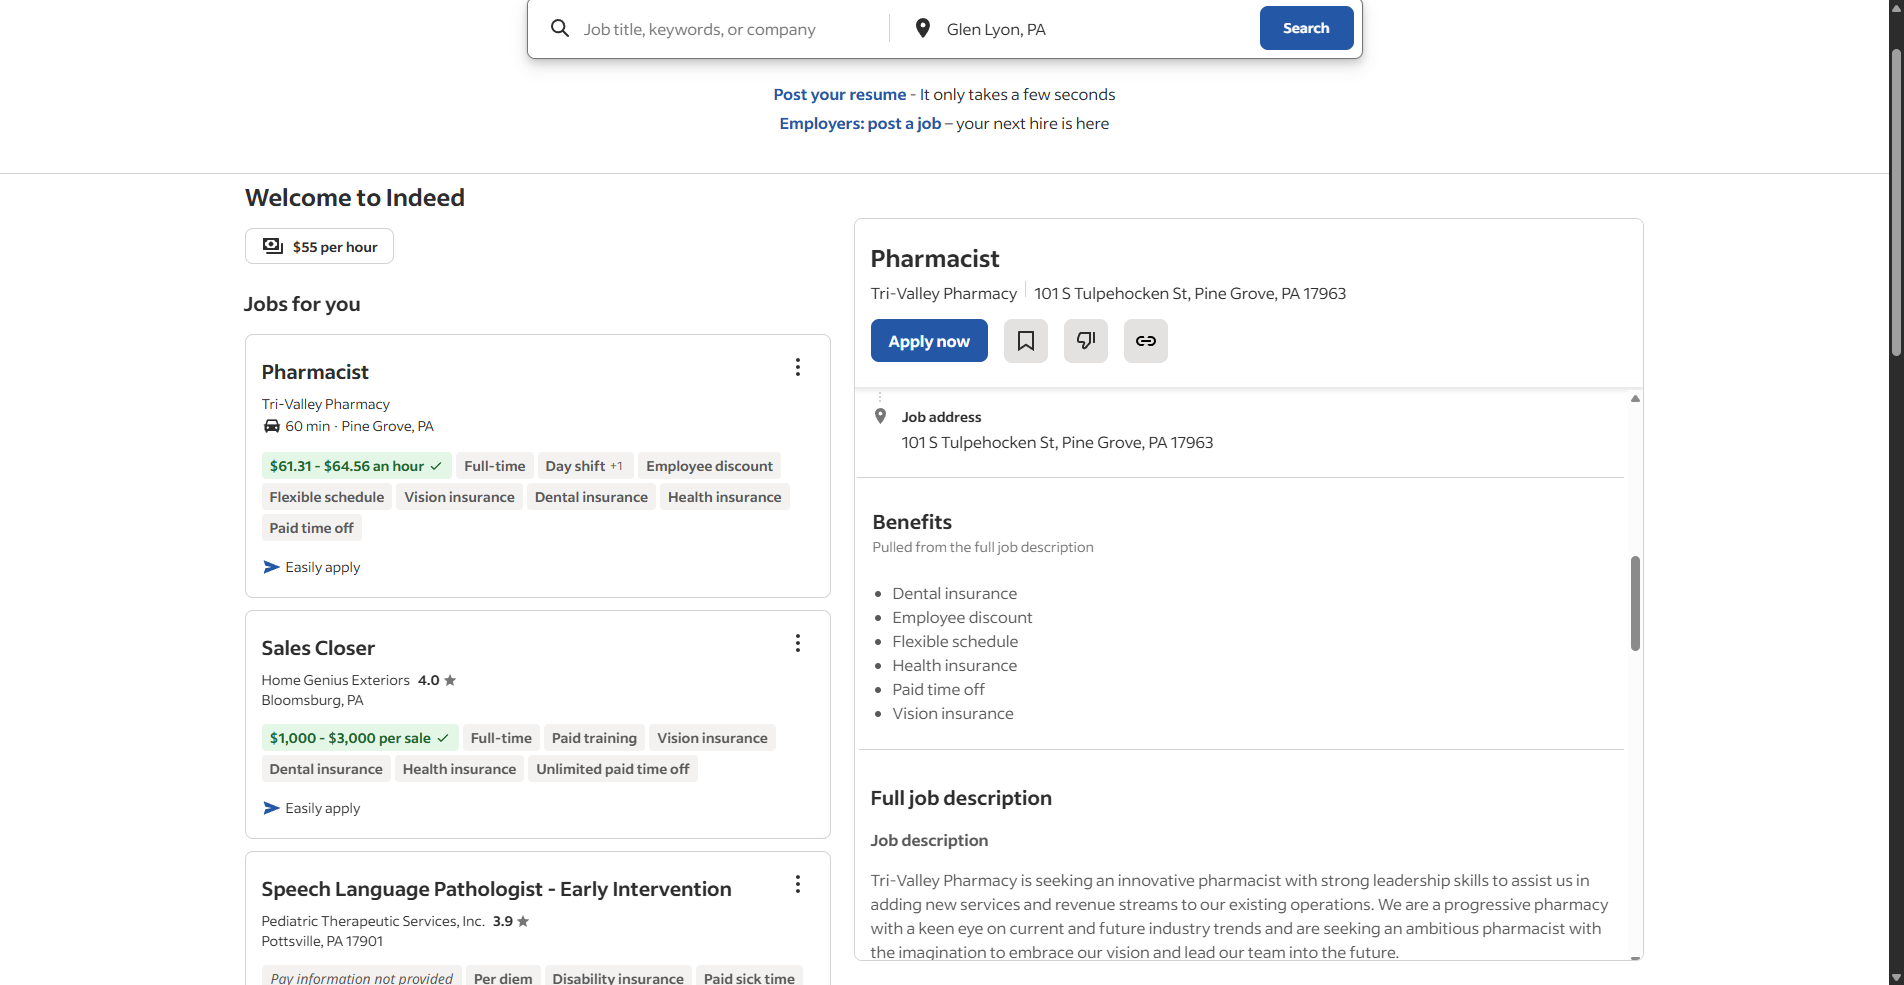 Job title, keywords, or company
Glen Lyon, PA
Search
Post your resume - It only takes a few seconds
Employers: post a job – your next hire is here
Welcome to Indeed
$55 per hour
Jobs for you
Pharmacist
Tri-Valley Pharmacy
60 min · Pine Grove, PA
$61.31 - $64.56 an hour
Full-time
Day shift +1
Employee discount
Flexible schedule
Vision insurance
Dental insurance
Health insurance
Paid time off
Easily apply
Sales Closer
Home Genius Exteriors 4.0
Bloomsburg, PA
$1,000 - $3,000 per sale
Full-time
Paid training
Vision insurance
Dental insurance
Health insurance
Unlimited paid time off
Easily apply
Speech Language Pathologist - Early Intervention
Pediatric Therapeutic Services, Inc. 3.9
Pottsville, PA 17901
Pay information not provided
Per diem
Disability insurance
Paid sick time
Pharmacist
Tri-Valley Pharmacy
101 S Tulpehocken St, Pine Grove, PA 17963
Apply now
Job address
101 S Tulpehocken St, Pine Grove, PA 17963
Benefits
Pulled from the full job description
Dental insurance
Employee discount
Flexible schedule
Health insurance
Paid time off
Vision insurance
Full job description
Job description
Tri-Valley Pharmacy is seeking an innovative pharmacist with strong leadership skills to assist us in
adding new services and revenue streams to our existing operations. We are a progressive pharmacy
with a keen eye on current and future industry trends and are seeking an ambitious pharmacist with
the imagination to embrace our vision and lead our team into the future.